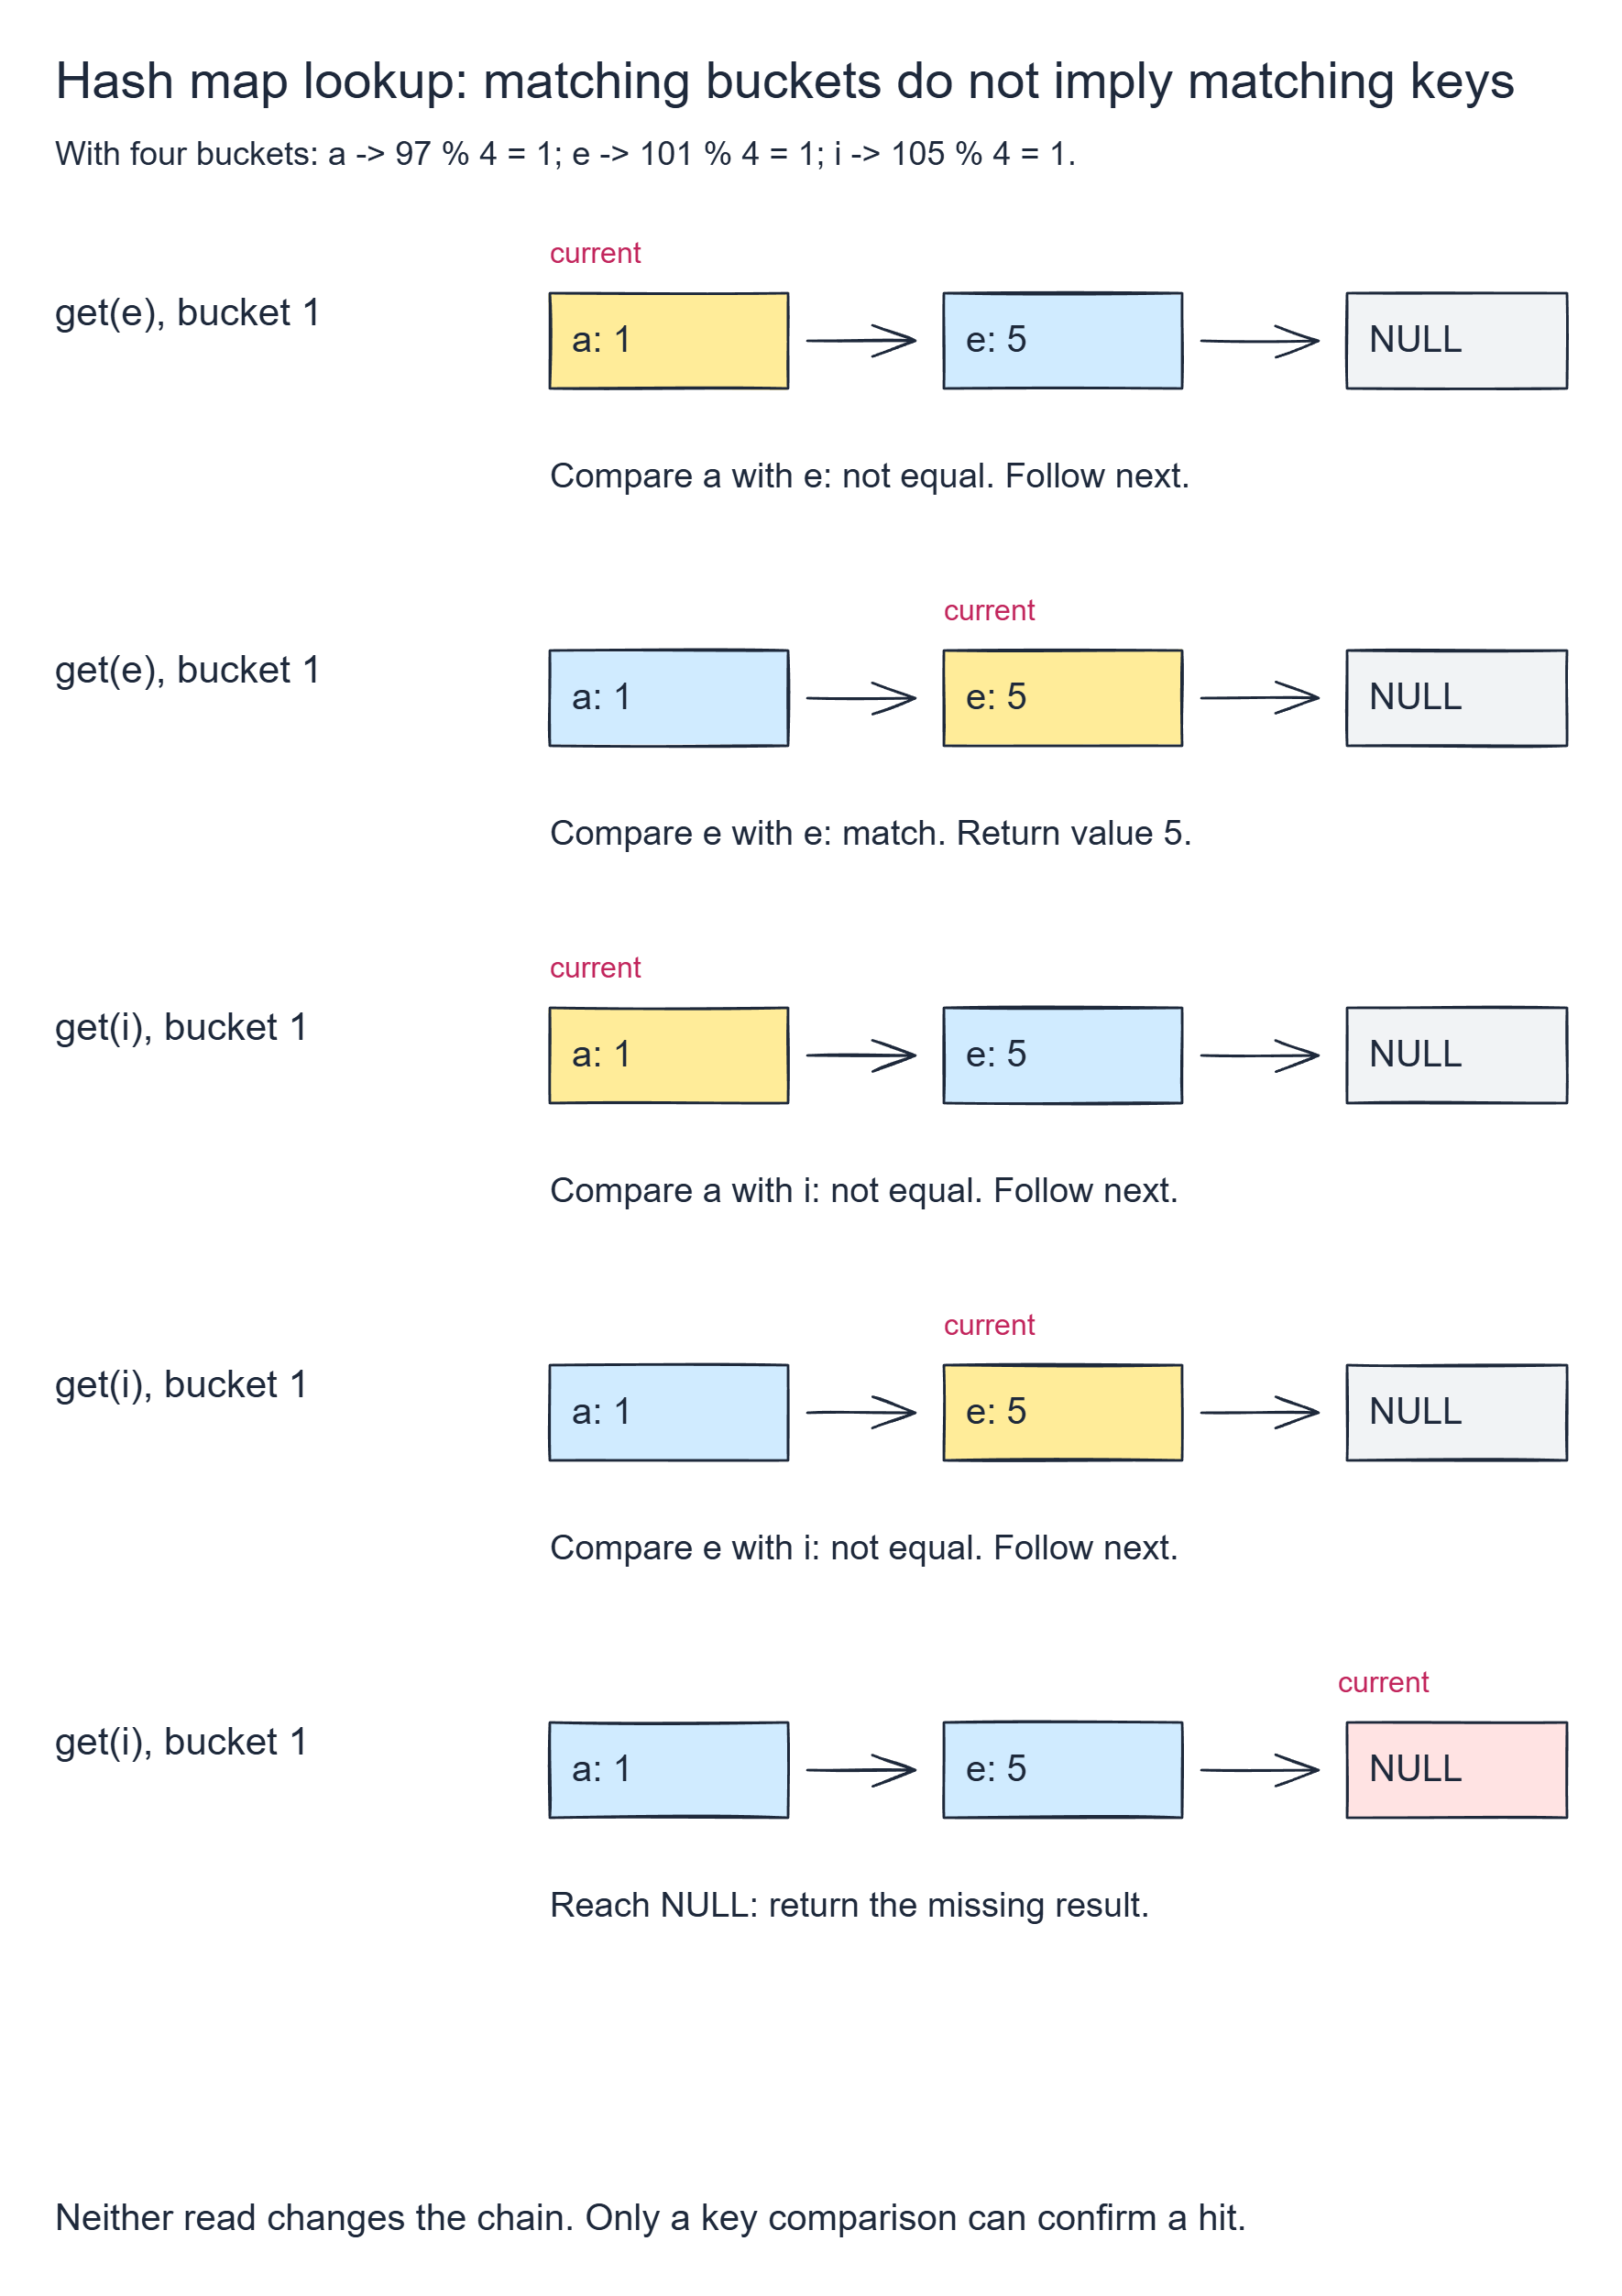 Hash map lookup: matching buckets do not imply matching keys
With four buckets: a -> 97 % 4 = 1; e -> 101 % 4 = 1; i -> 105 % 4 = 1.
current
get(e), bucket 1
a: 1
e: 5
NULL
Compare a with e: not equal. Follow next.
current
get(e), bucket 1
a: 1
e: 5
NULL
Compare e with e: match. Return value 5.
current
get(i), bucket 1
a: 1
e: 5
NULL
Compare a with i: not equal. Follow next.
current
get(i), bucket 1
a: 1
e: 5
NULL
Compare e with i: not equal. Follow next.
current
get(i), bucket 1
a: 1
e: 5
NULL
Reach NULL: return the missing result.
Neither read changes the chain. Only a key comparison can confirm a hit.